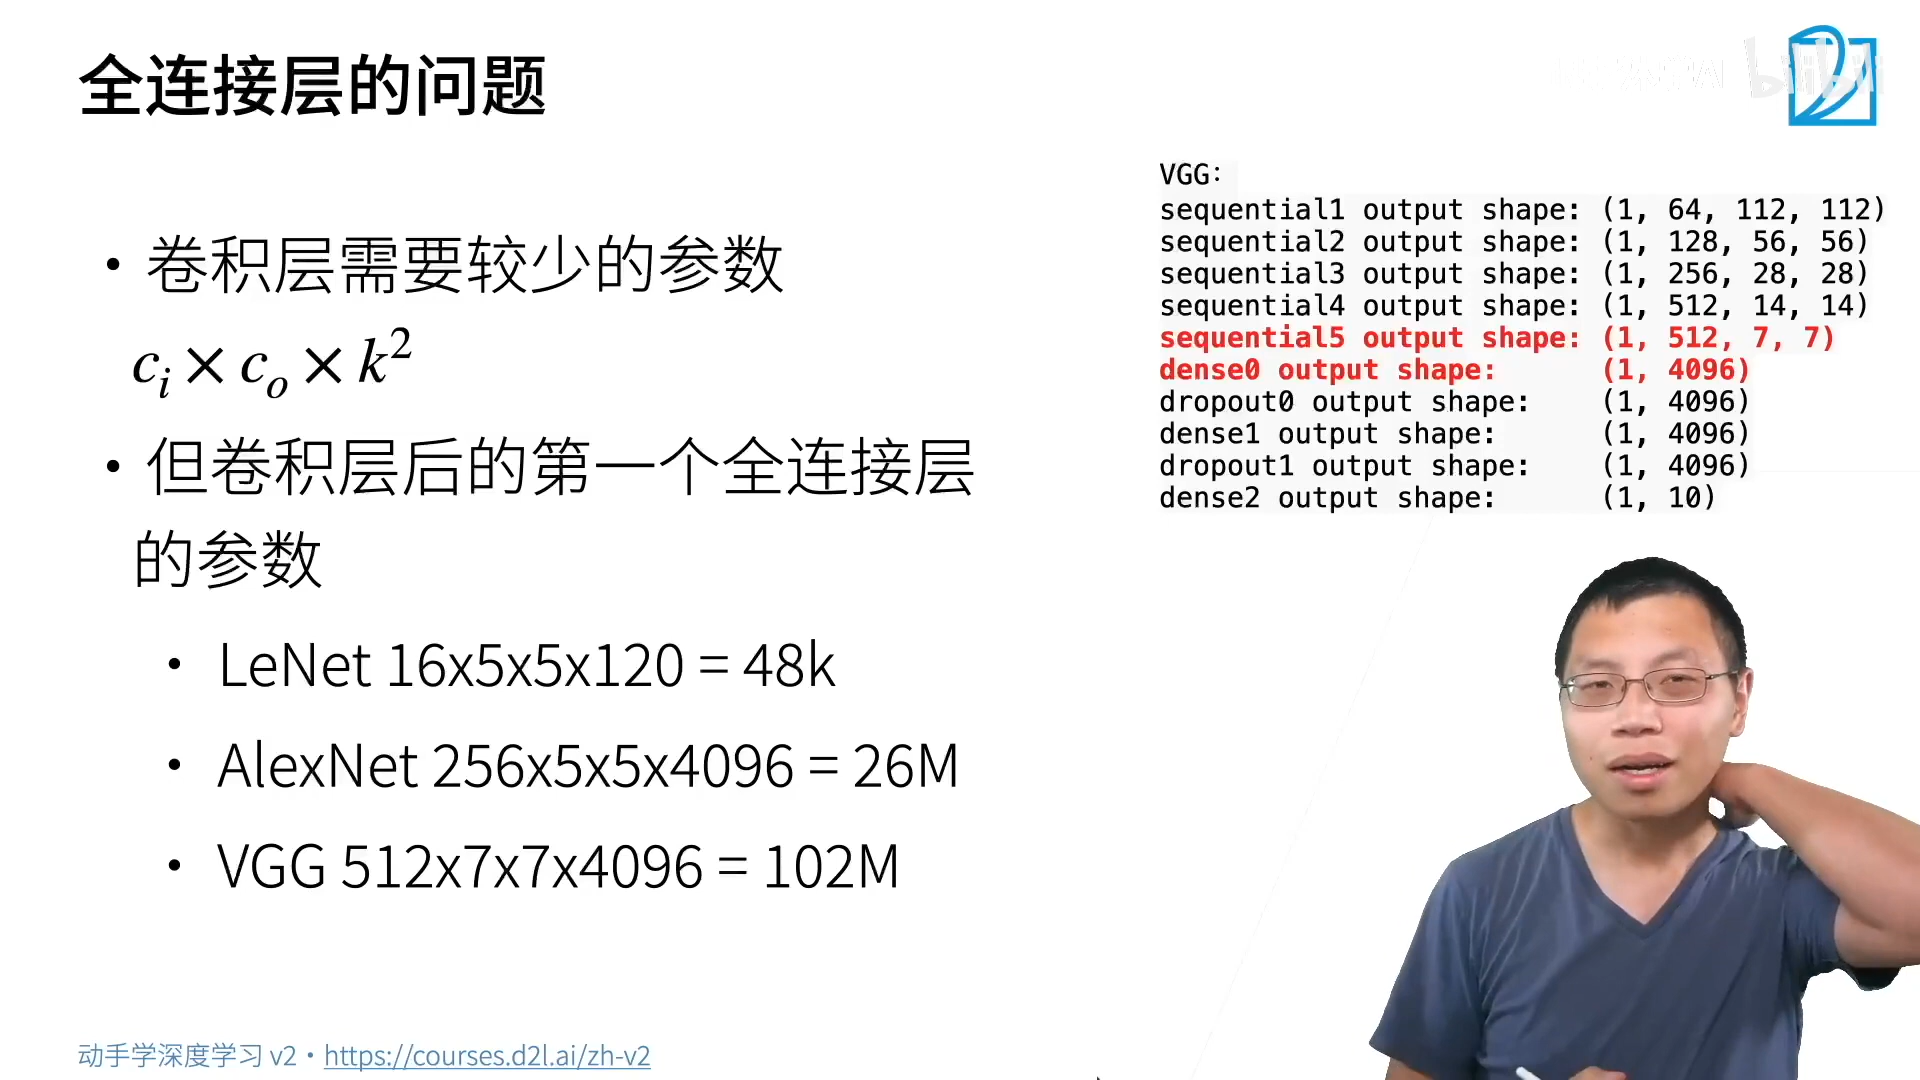 全连接层的问题
• 卷积层需要较少的参数
c_i × c_o × k²
• 但卷积层后的第一个全连接层
的参数
• LeNet 16x5x5x120 = 48k
• AlexNet 256x5x5x4096 = 26M
• VGG 512x7x7x4096 = 102M
VGG:
sequential1 output shape: (1, 64, 112, 112)
sequential2 output shape: (1, 128, 56, 56)
sequential3 output shape: (1, 256, 28, 28)
sequential4 output shape: (1, 512, 14, 14)
sequential5 output shape: (1, 512, 7, 7)
dense0 output shape: (1, 4096)
dropout0 output shape: (1, 4096)
dense1 output shape: (1, 4096)
dropout1 output shape: (1, 4096)
dense2 output shape: (1, 10)
动手学深度学习 v2 • https://courses.d2l.ai/zh-v2